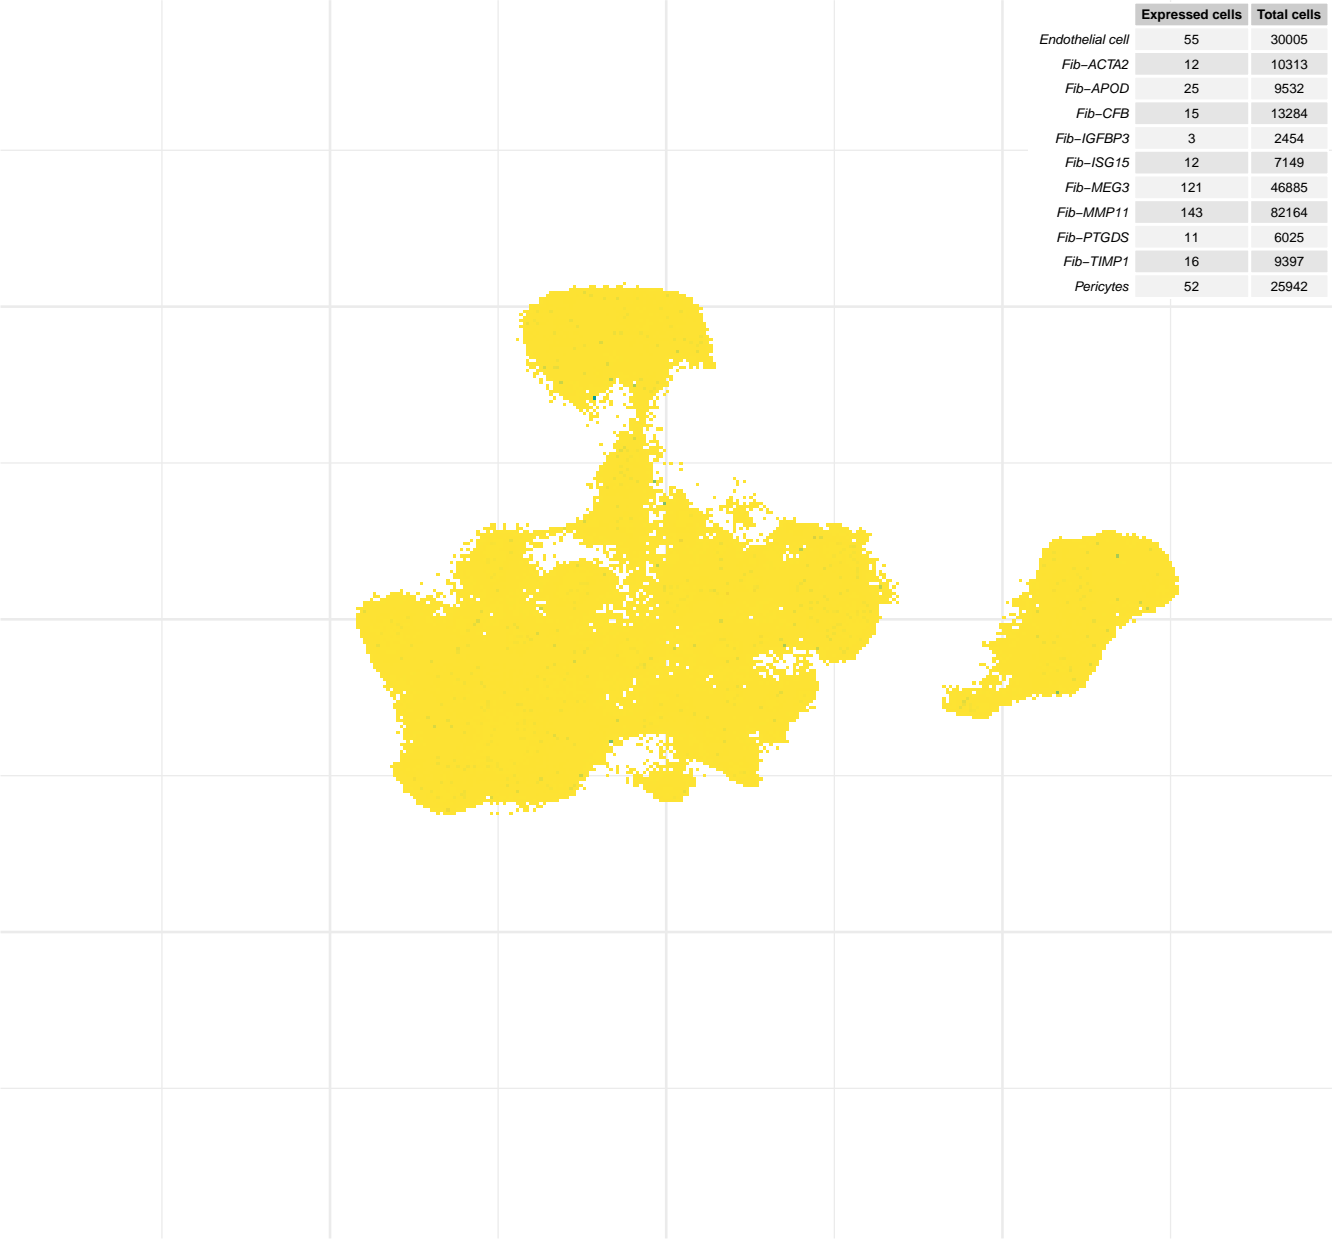 Expressed cells Total cells
Endothelial cell 55 30005
Fib−ACTA2 12 10313
Fib−APOD 25 9532
Fib−CFB 15 13284
Fib−IGFBP3 3 2454
Fib−ISG15 12 7149
Fib−MEG3 121 46885
Fib−MMP11 143 82164
Fib−PTGDS 11 6025
Fib−TIMP1 16 9397
Pericytes 52 25942